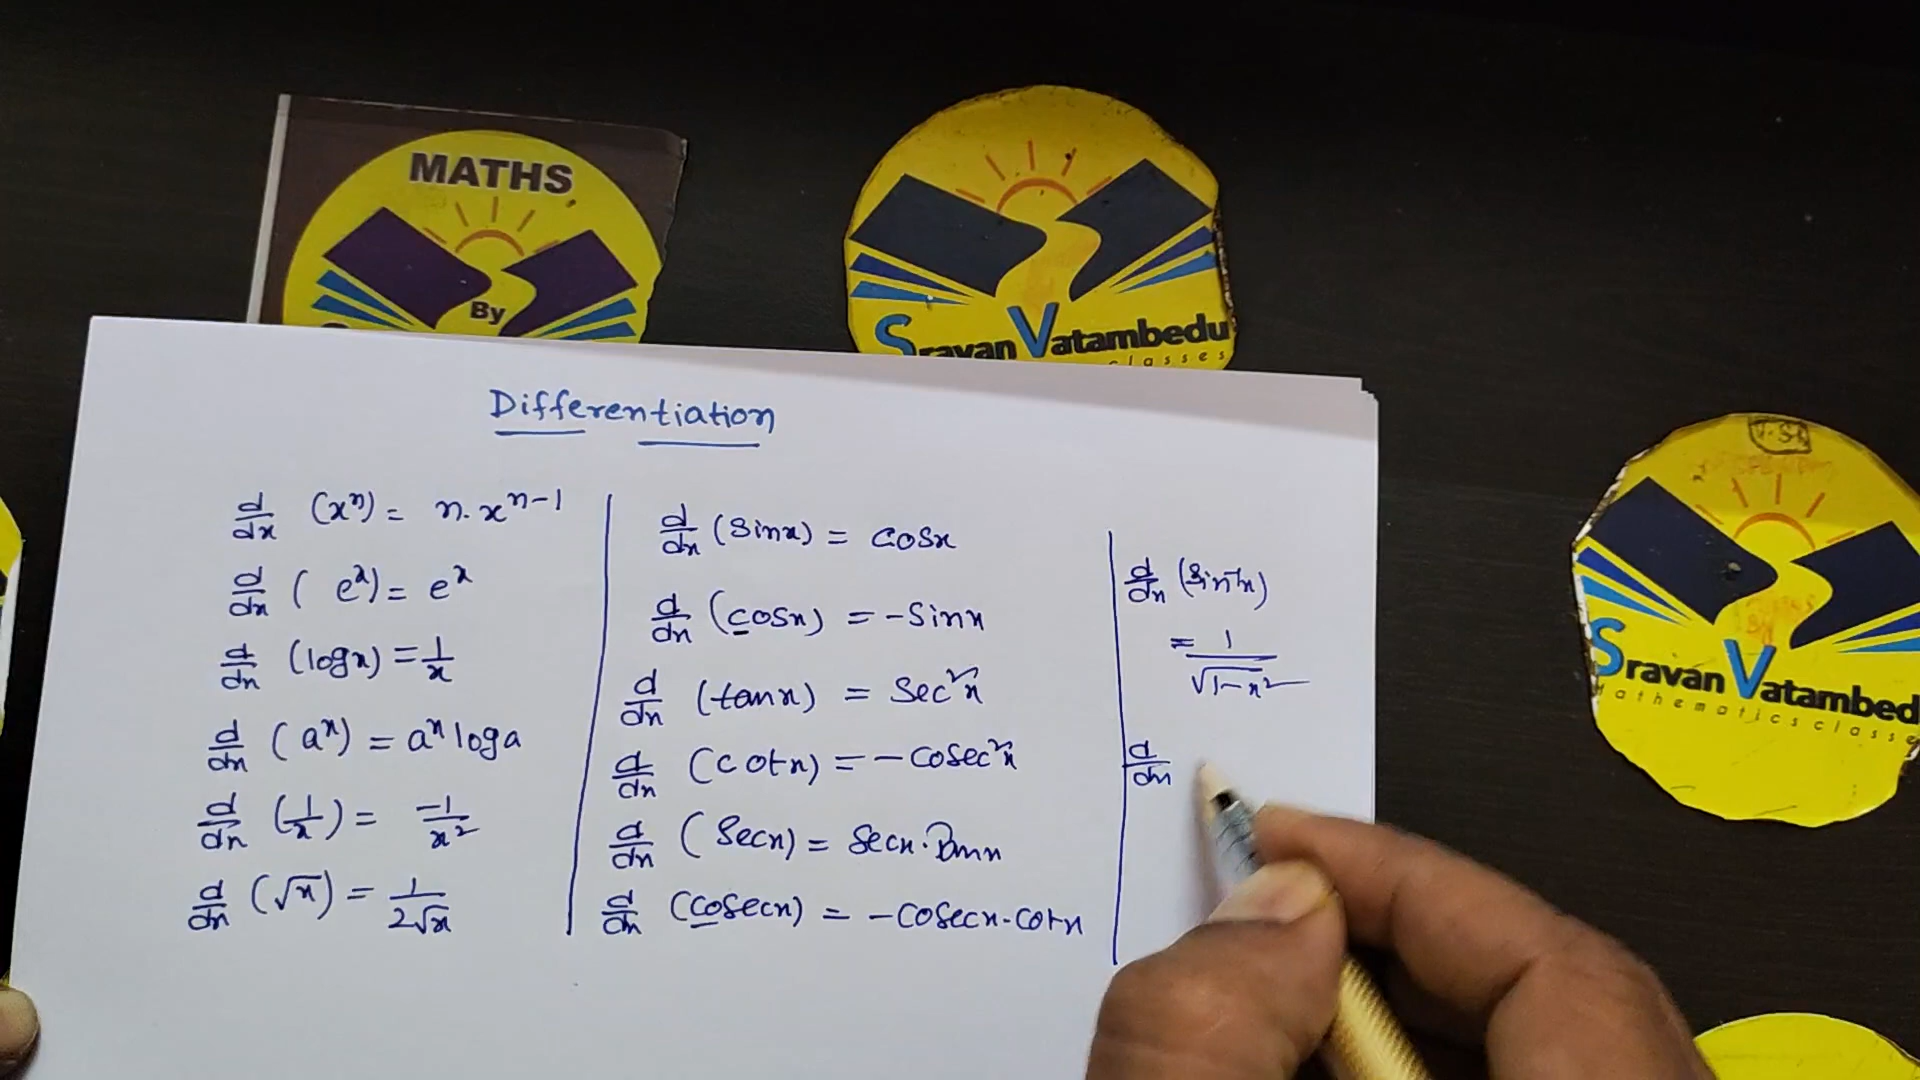 MATHS
By
Sravan Vatambedu
classes
Differentiation
d/dx (xⁿ) = n.xⁿ⁻¹
d/dx (eˣ) = eˣ
d/dx (logx) = 1/x
d/dx (aˣ) = aˣ loga
d/dx (1/x) = -1/x²
d/dx (√x) = 1/2√x
d/dx (Sinx) = Cosx
d/dx (Cosx) = -Sinx
d/dx (tanx) = Sec²x
d/dx (Cotx) = -Cosec²x
d/dx (Secx) = Secx.Tanx
d/dx (Cosecx) = -Cosecx.Cotx
d/dx (Sin⁻¹x)
= 1/√1-x²
d/dx
Sravan Vatambedu
Mathematics classes